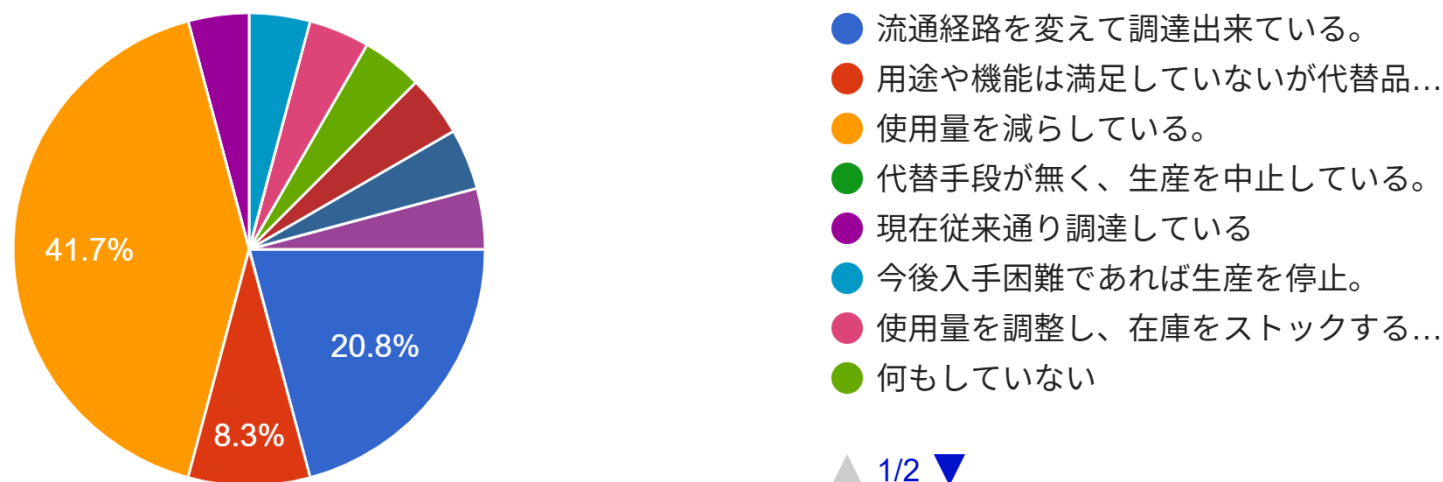 41.7%
20.8%
8.3%
流通経路を変えて調達出来ている。
用途や機能は満足していないが代替品…
使用量を減らしている。
代替手段が無く、生産を中止している。
現在従来通り調達している
今後入手困難であれば生産を停止。
使用量を調整し、在庫をストックする…
何もしていない
1/2